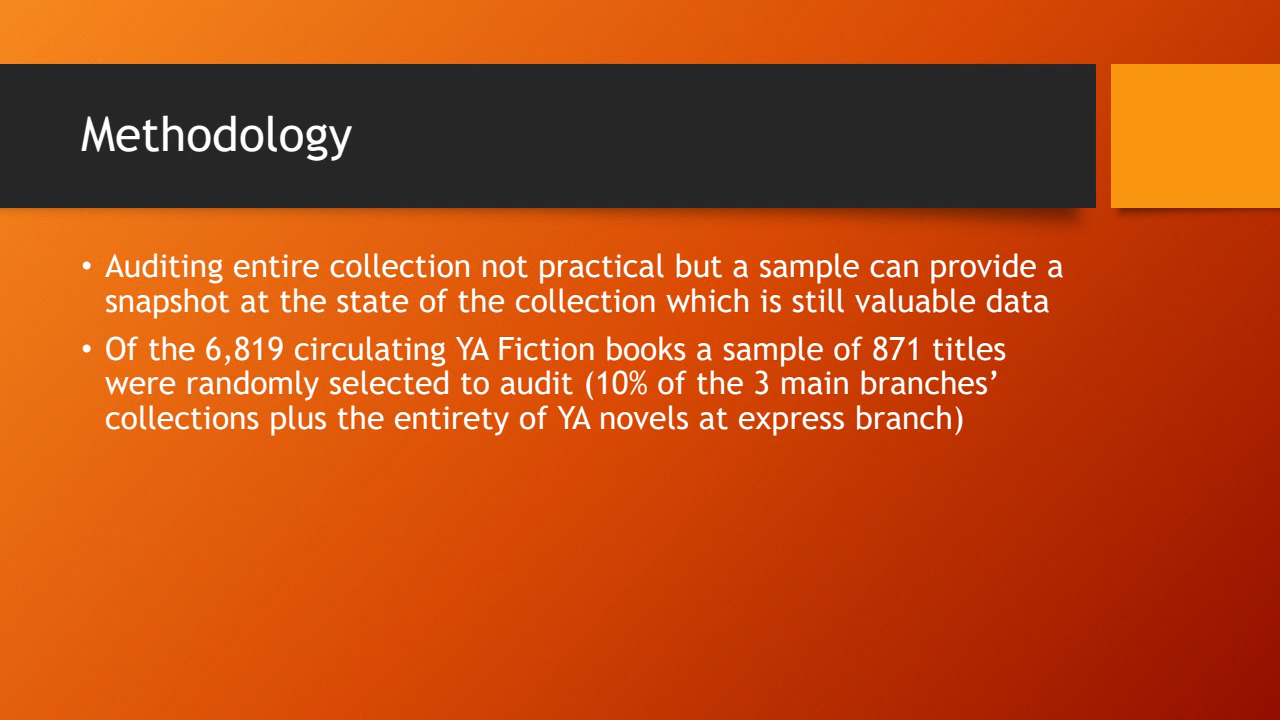 Methodology
• Auditing entire collection not practical but a sample can provide a
snapshot at the state of the collection which is still valuable data
• Of the 6,819 circulating YA Fiction books a sample of 871 titles
were randomly selected to audit (10% of the 3 main branches’
collections plus the entirety of YA novels at express branch)